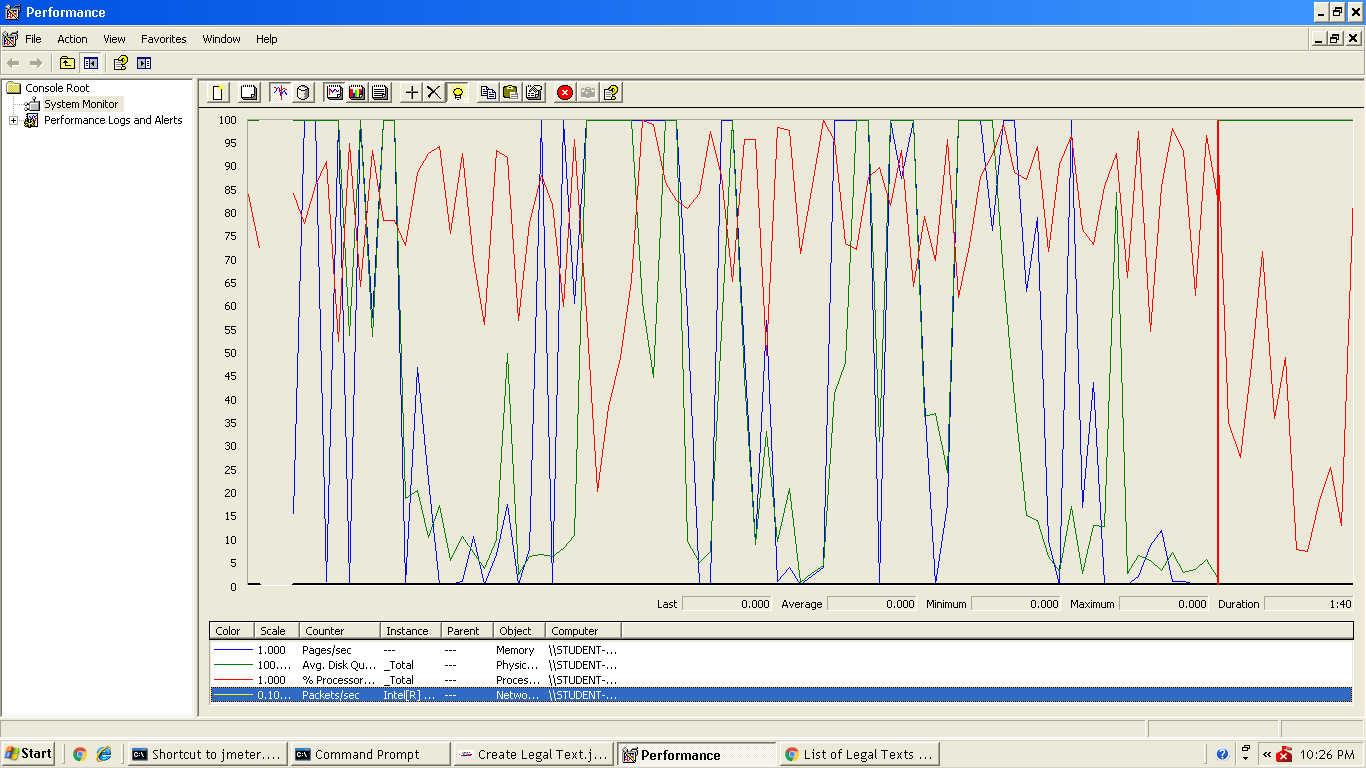 Performance
File Action View Favorites Window Help
Console Root
System Monitor
Performance Logs and Alerts
100
95
90
85
80
75
70
65
60
55
50
45
40
35
30
25
20
15
10
5
0
Last 0.000 Average 0.000 Minimum 0.000 Maximum 0.000 Duration 1:40
Color Scale Counter Instance Parent Object Computer
1.000 Pages/sec --- --- Memory \\STUDENT-...
100.... Avg. Disk Qu... _Total --- Physic... \\STUDENT-...
1.000 % Processor... _Total --- Proces... \\STUDENT-...
0.10... Packets/sec Intel[R] ... --- Netwo... \\STUDENT-...
Start Shortcut to jmeter.... Command Prompt Create Legal Text.j... Performance List of Legal Texts ... « 10:26 PM